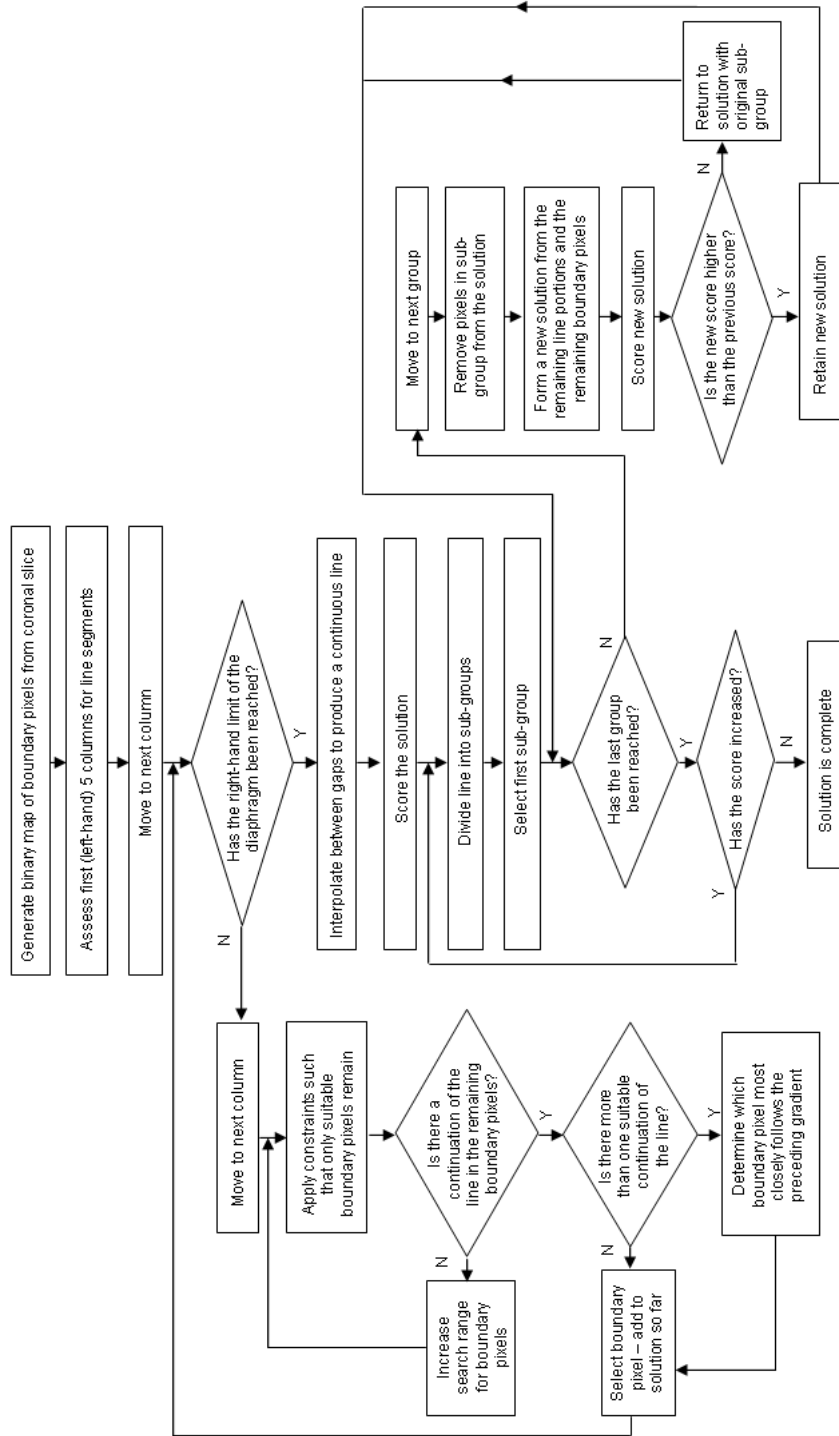 Generate binary map of boundary pixels from coronal slice
Assess first (left-hand) 5 columns for line segments
Move to next column
Has the right-hand limit of the
diaphragm been reached?
N
Y
Move to next column
Apply constraints such
that only suitable
boundary pixels remain
Is there a
continuation of the
line in the remaining
boundary pixels?
N
Y
Increase
search range
for boundary
pixels
Is there more
than one suitable
continuation of
the line?
N
Y
Select boundary
pixel – add to
solution so far
Determine which
boundary pixel most
closely follows the
preceding gradient
Interpolate between gaps to produce a continuous line
Score the solution
Divide line into sub-groups
Select first sub-group
Has the last group
been reached?
N
Y
Has the score increased?
Y
N
Solution is complete
Move to next group
Remove pixels in sub-
group from the solution
Form a new solution from the
remaining line portions and the
remaining boundary pixels
Score new solution
Is the new score higher
than the previous score?
N
Y
Return to
solution with
original sub-
group
Retain new solution